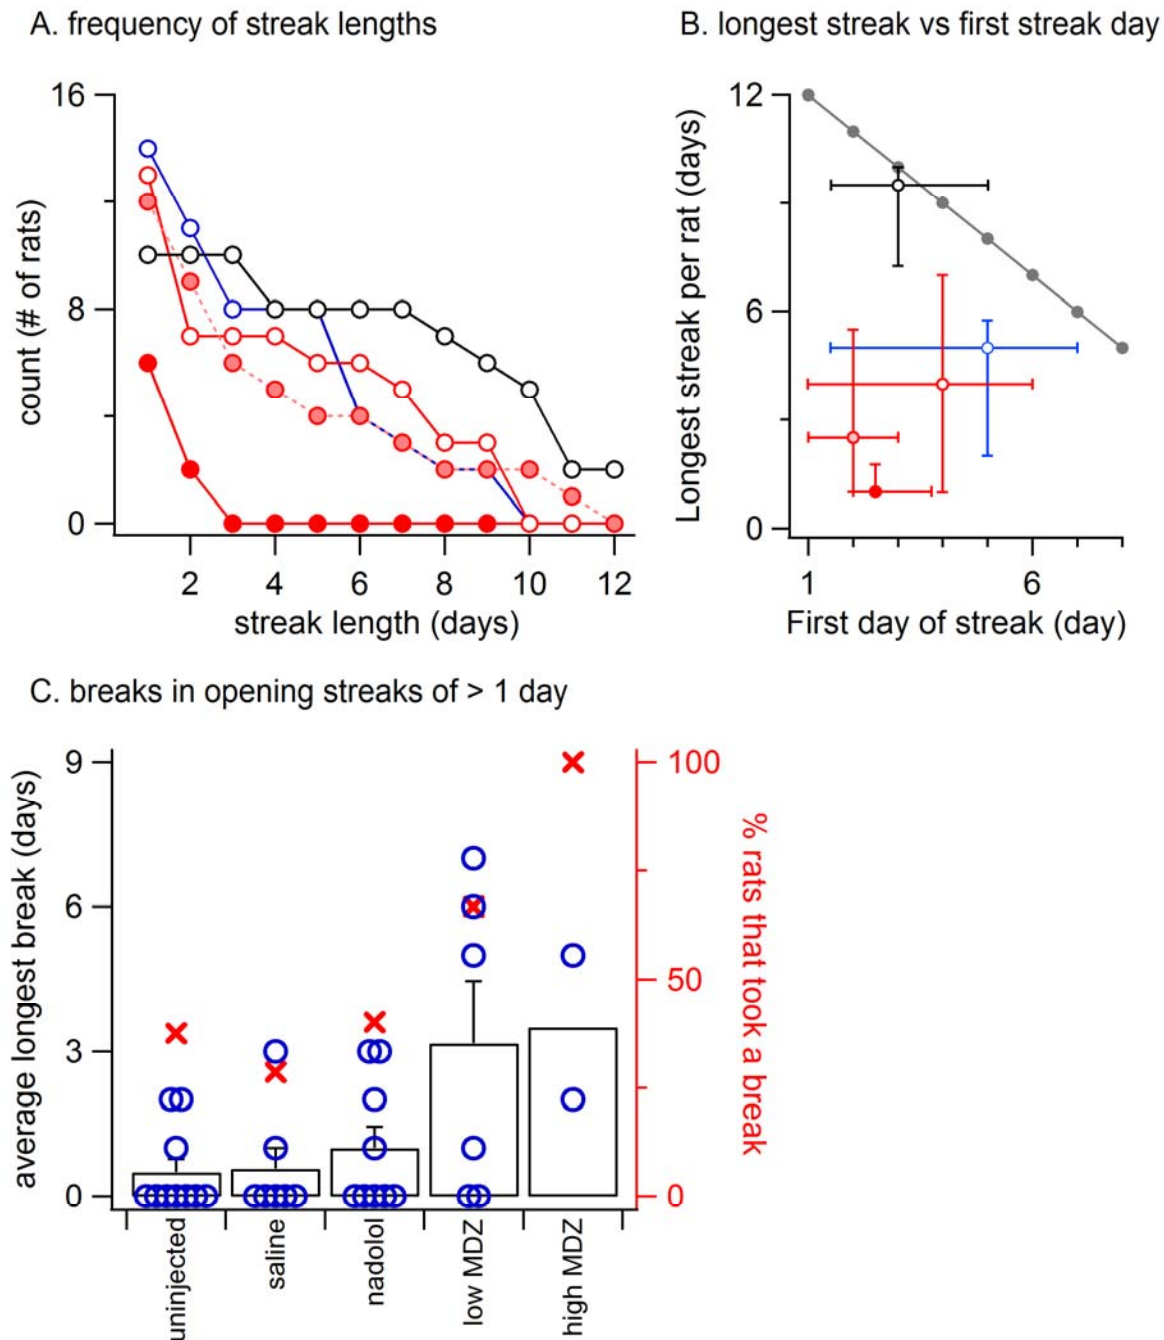 A. frequency of streak lengths
B. longest streak vs first streak day
16
8
0
count (# of rats)
2 4 6 8 10 12
streak length (days)
12
6
0
Longest streak per rat (days)
1 6
First day of streak (day)
C. breaks in opening streaks of > 1 day
9
6
3
0
average longest break (days)
100
50
0
% rats that took a break
uninjected
saline
nadolol
low MDZ
high MDZ